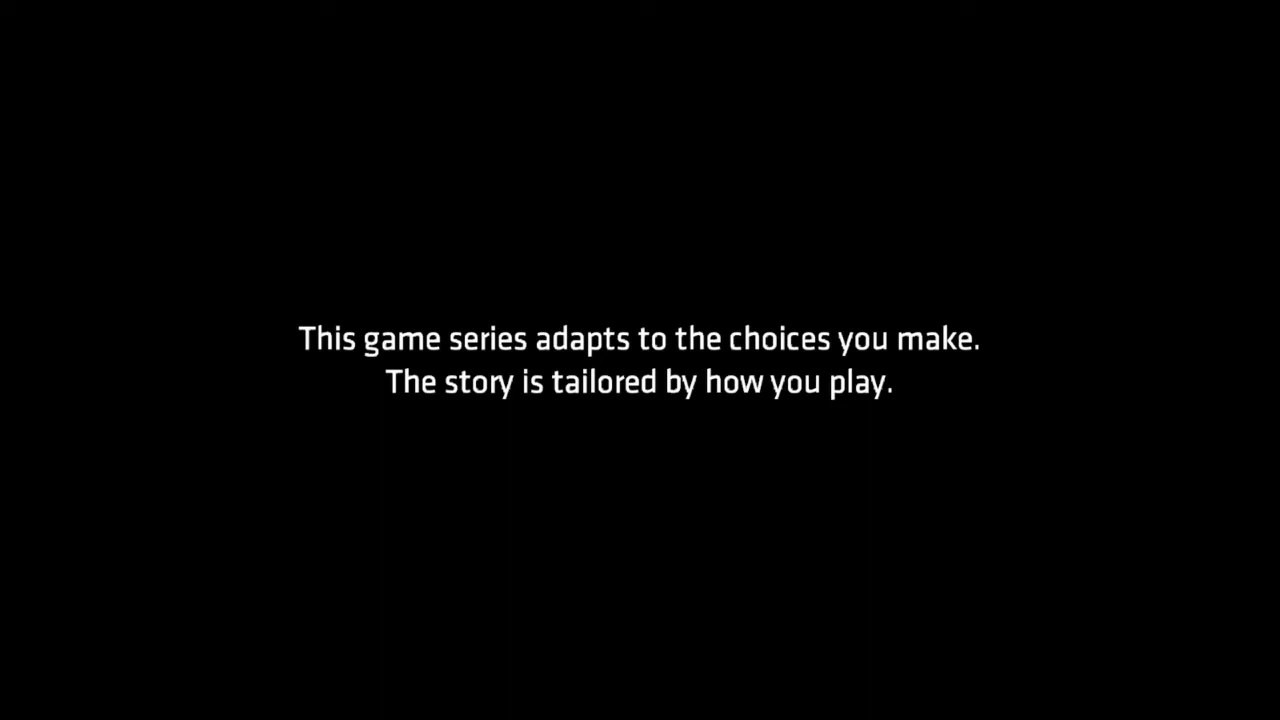 This game series adapts to the choices you make.
The story is tailored by how you play.